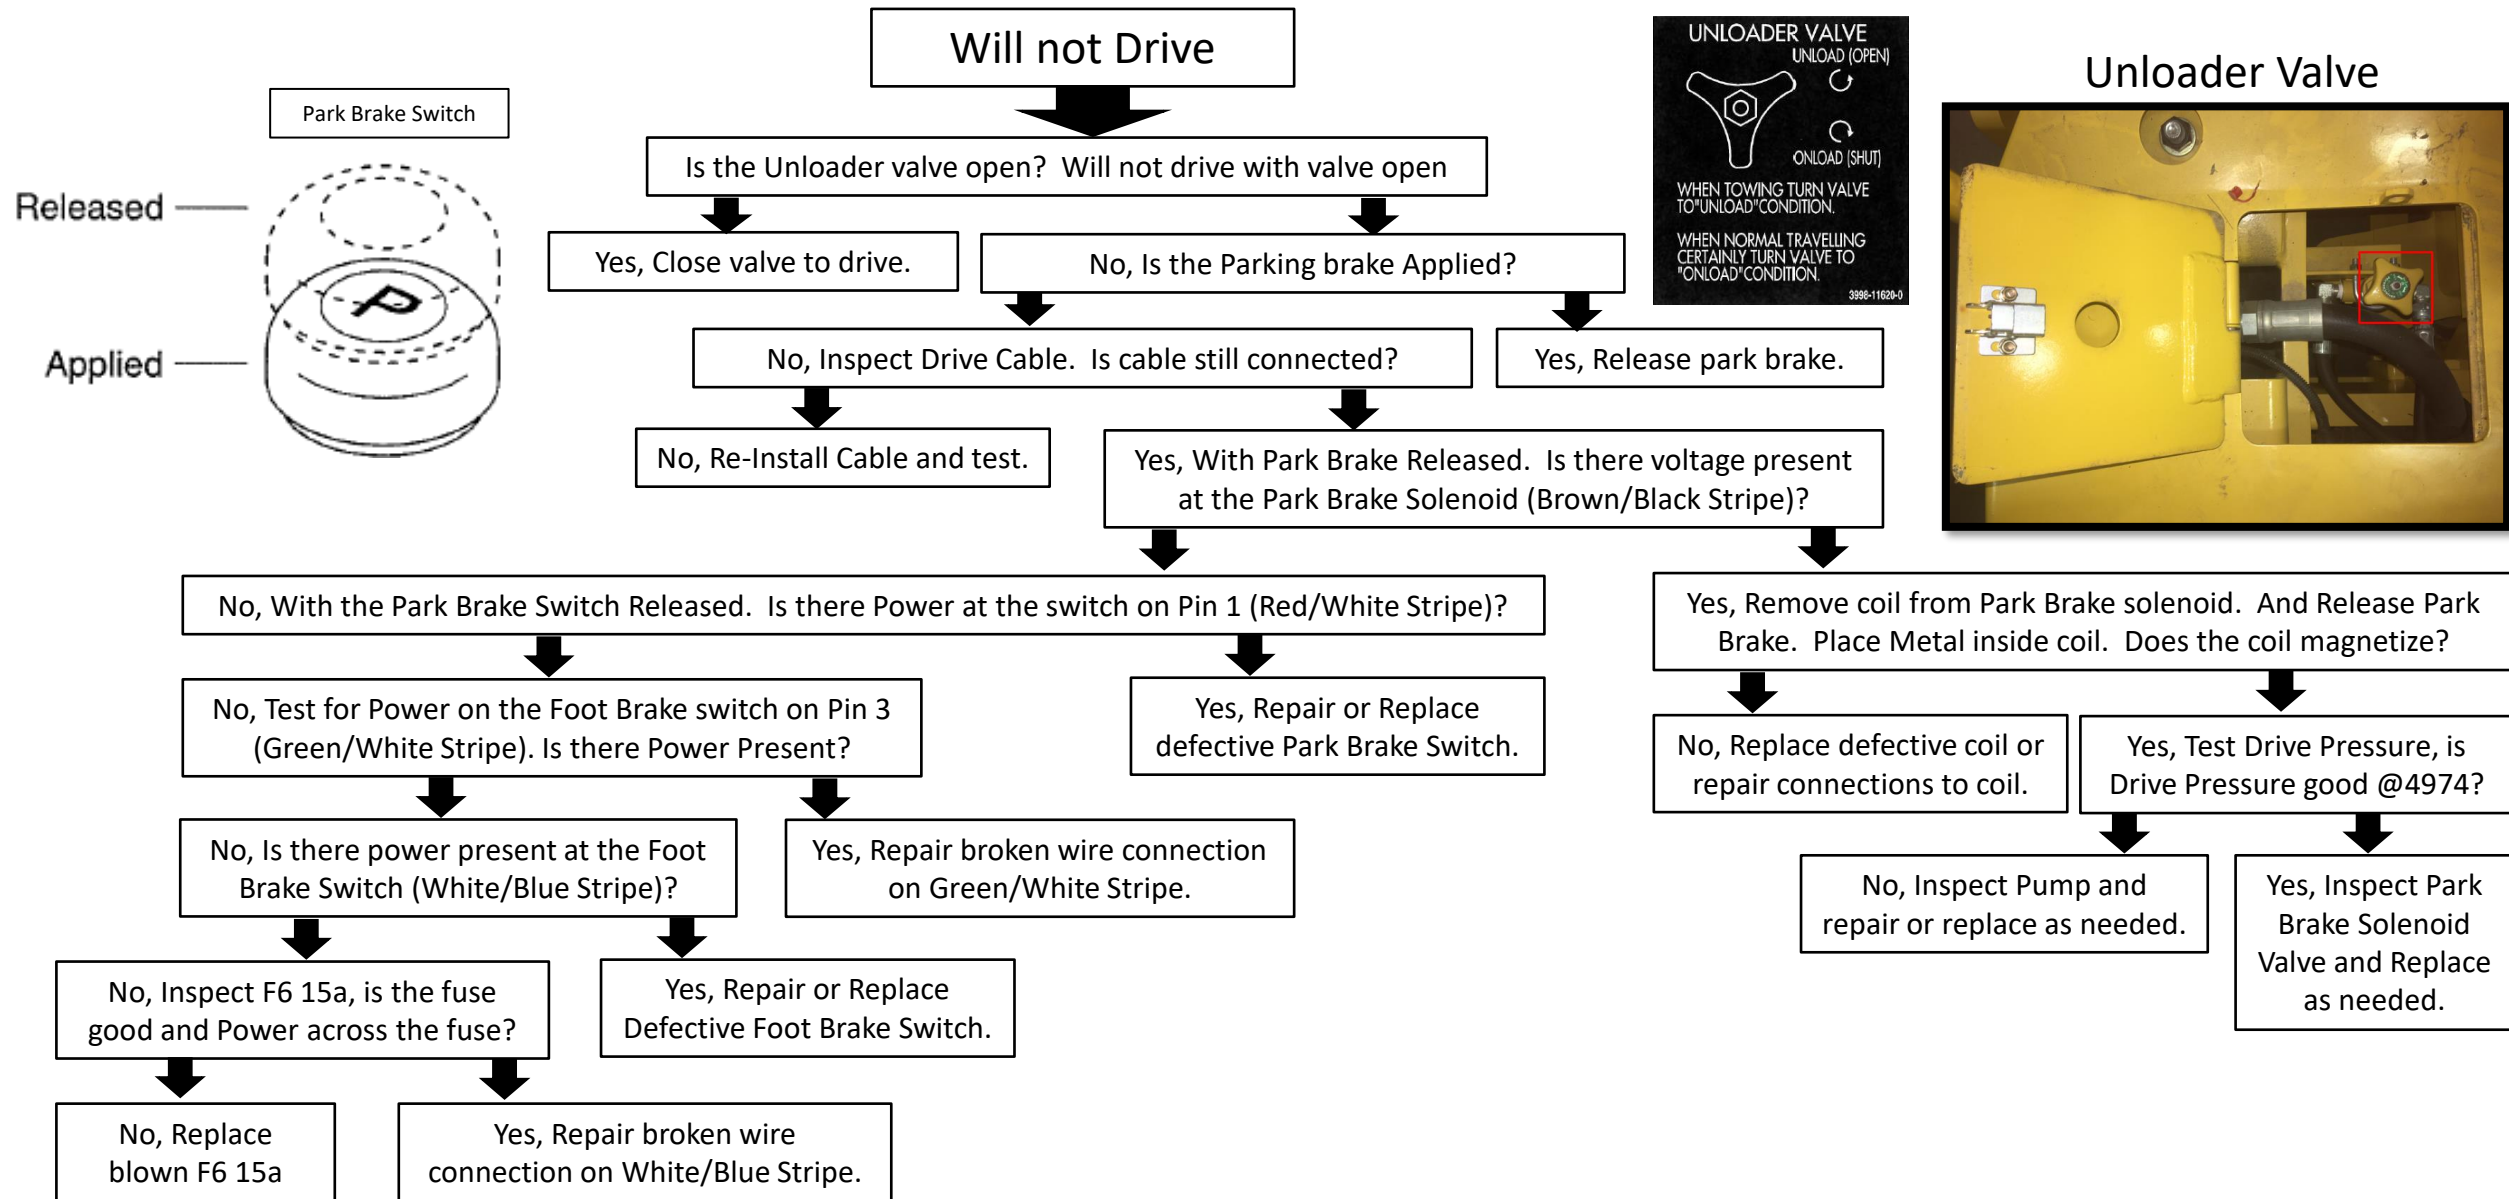 Will not Drive
Park Brake Switch
Released
Applied
P
UNLOADER VALVE
UNLOAD (OPEN)
ONLOAD (SHUT)
WHEN TOWING TURN VALVE
TO"UNLOAD"CONDITION.
WHEN NORMAL TRAVELLING
CERTAINLY TURN VALVE TO
"ONLOAD"CONDITION.
3998-11620-0
Unloader Valve
Is the Unloader valve open?  Will not drive with valve open
Yes, Close valve to drive.
No, Is the Parking brake Applied?
No, Inspect Drive Cable.  Is cable still connected?
Yes, Release park brake.
No, Re-Install Cable and test.
Yes, With Park Brake Released.  Is there voltage present
at the Park Brake Solenoid (Brown/Black Stripe)?
No, With the Park Brake Switch Released.  Is there Power at the switch on Pin 1 (Red/White Stripe)?
Yes, Remove coil from Park Brake solenoid.  And Release Park
Brake.  Place Metal inside coil.  Does the coil magnetize?
No, Test for Power on the Foot Brake switch on Pin 3
(Green/White Stripe). Is there Power Present?
Yes, Repair or Replace
defective Park Brake Switch.
No, Replace defective coil or
repair connections to coil.
Yes, Test Drive Pressure, is
Drive Pressure good @4974?
No, Is there power present at the Foot
Brake Switch (White/Blue Stripe)?
Yes, Repair broken wire connection
on Green/White Stripe.
No, Inspect Pump and
repair or replace as needed.
Yes, Inspect Park
Brake Solenoid
Valve and Replace
as needed.
No, Inspect F6 15a, is the fuse
good and Power across the fuse?
Yes, Repair or Replace
Defective Foot Brake Switch.
No, Replace
blown F6 15a
Yes, Repair broken wire
connection on White/Blue Stripe.